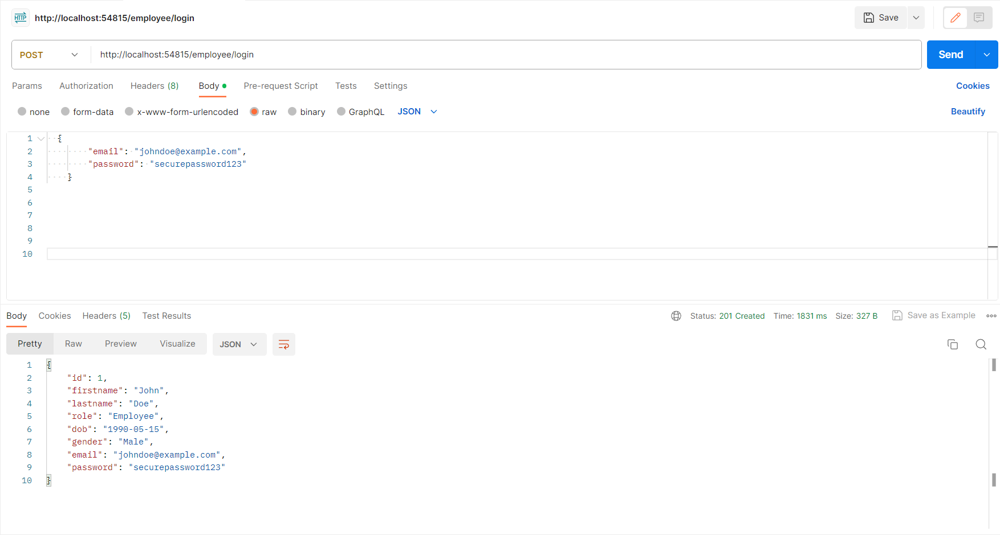 HTTP http://localhost:54815/employee/login Save
POST http://localhost:54815/employee/login Send
Params Authorization Headers (8) Body Pre-request Script Tests Settings Cookies
none form-data x-www-form-urlencoded raw binary GraphQL JSON Beautify
1 {
2 "email": "johndoe@example.com",
3 "password": "securepassword123"
4 }
5
6
7
8
9
10
Body Cookies Headers (5) Test Results Status: 201 Created Time: 1831 ms Size: 327 B Save as Example
Pretty Raw Preview Visualize JSON
1 {
2 "id": 1,
3 "firstname": "John",
4 "lastname": "Doe",
5 "role": "Employee",
6 "dob": "1990-05-15",
7 "gender": "Male",
8 "email": "johndoe@example.com",
9 "password": "securepassword123"
10 }